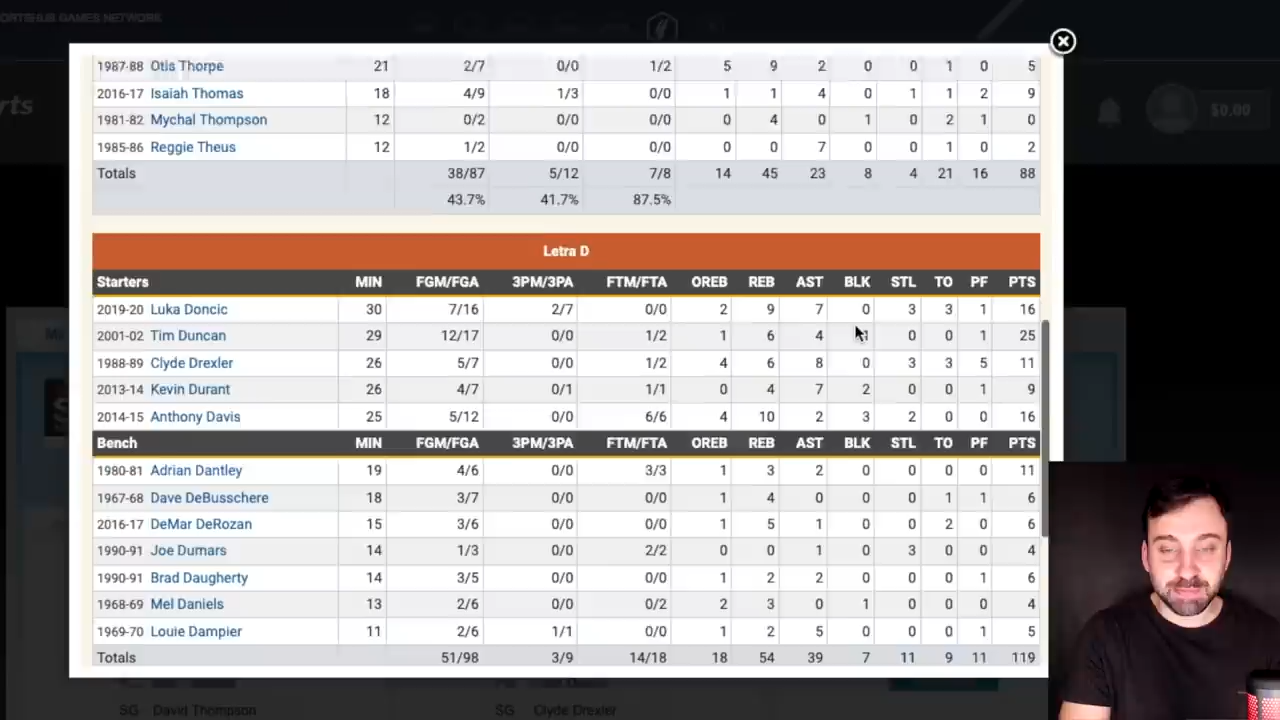 SPORTSHUB GAMES NETWORK
rts
$0.00
1987-88 Otis Thorpe 21 2/7 0/0 1/2 5 9 2 0 0 1 0 5
2016-17 Isaiah Thomas 18 4/9 1/3 0/0 1 1 4 0 1 1 2 9
1981-82 Mychal Thompson 12 0/2 0/0 0/0 0 4 0 1 0 2 1 0
1985-86 Reggie Theus 12 1/2 0/0 0/0 0 0 7 0 0 1 0 2
Totals 38/87 5/12 7/8 14 45 23 8 4 21 16 88
43.7% 41.7% 87.5%
Letra D
Starters MIN FGM/FGA 3PM/3PA FTM/FTA OREB REB AST BLK STL TO PF PTS
2019-20 Luka Doncic 30 7/16 2/7 0/0 2 9 7 0 3 3 1 16
2001-02 Tim Duncan 29 12/17 0/0 1/2 1 6 4 1 0 0 1 25
1988-89 Clyde Drexler 26 5/7 0/0 1/2 4 6 8 0 3 3 5 11
2013-14 Kevin Durant 26 4/7 0/1 1/1 0 4 7 2 0 0 1 9
2014-15 Anthony Davis 25 5/12 0/0 6/6 4 10 2 3 2 0 0 16
Bench MIN FGM/FGA 3PM/3PA FTM/FTA OREB REB AST BLK STL TO PF PTS
1980-81 Adrian Dantley 19 4/6 0/0 3/3 1 3 2 0 0 0 0 11
1967-68 Dave DeBusschere 18 3/7 0/0 0/0 1 4 0 0 0 1 1 6
2016-17 DeMar DeRozan 15 3/6 0/0 0/0 1 5 1 0 0 2 0 6
1990-91 Joe Dumars 14 1/3 0/0 2/2 0 0 1 0 3 0 0 4
1990-91 Brad Daugherty 14 3/5 0/0 0/0 1 2 2 0 0 0 1 6
1968-69 Mel Daniels 13 2/6 0/0 0/2 2 3 0 1 0 0 0 4
1969-70 Louie Dampier 11 2/6 1/1 0/0 1 2 5 0 0 0 1 5
Totals 51/98 3/9 14/18 18 54 39 7 11 9 11 119
SG David Thompson SG Clyde Drexler